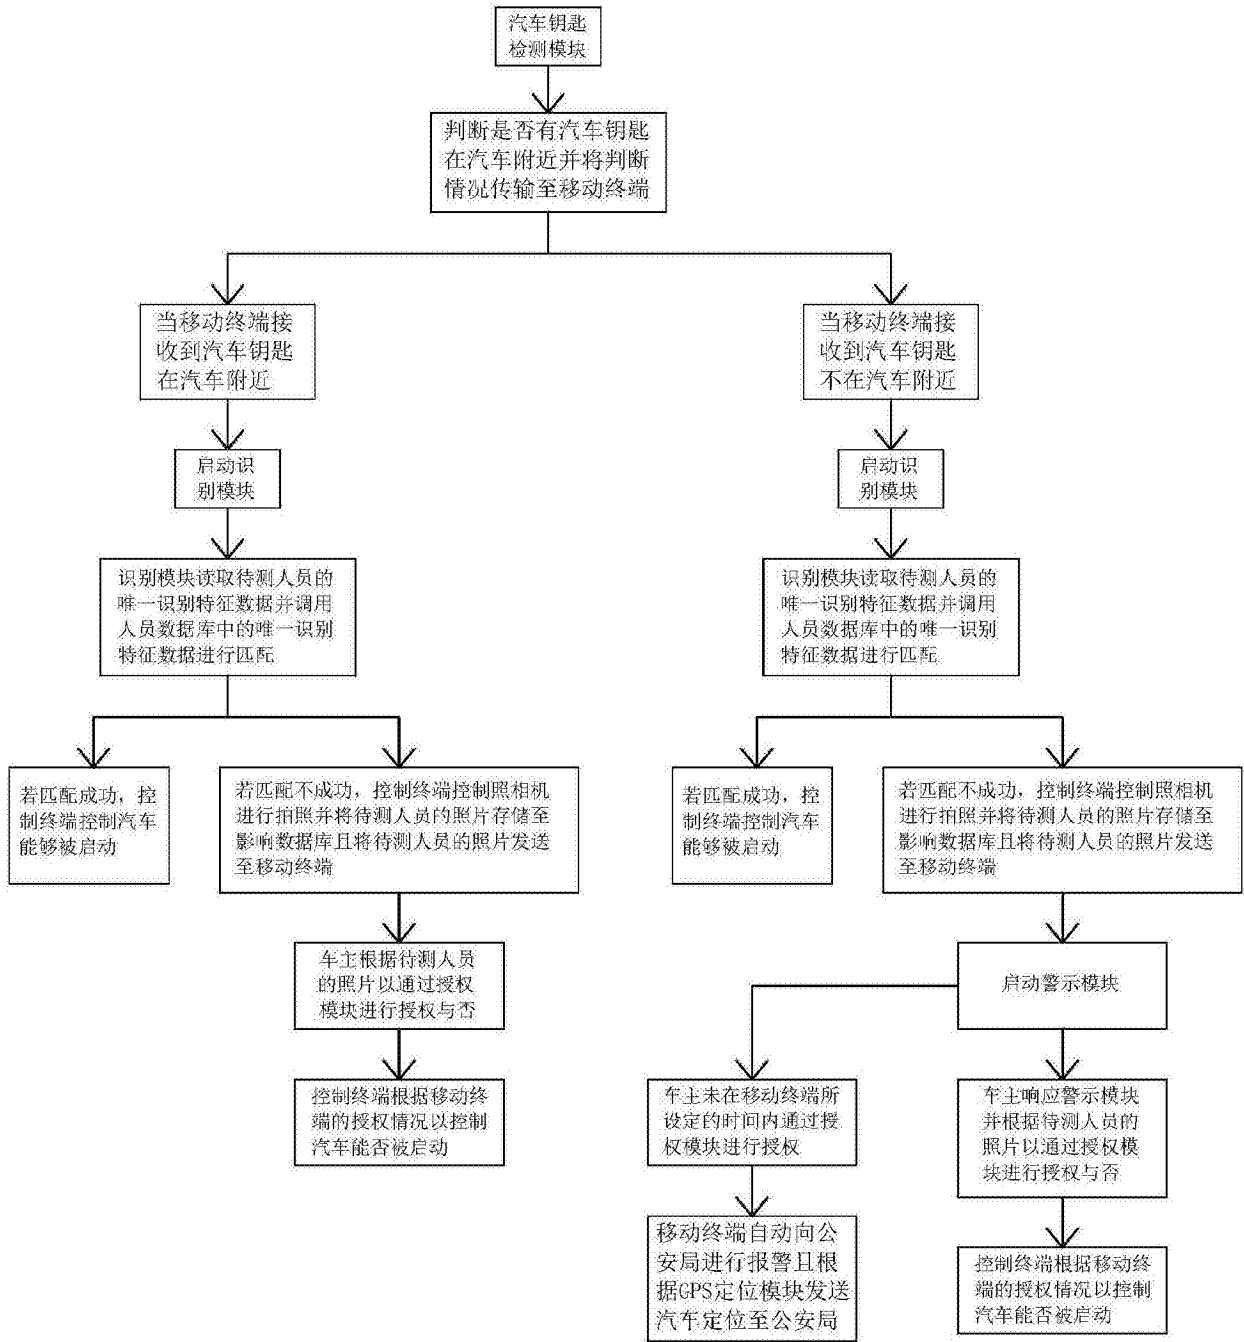 汽车钥匙
检测模块
判断是否有汽车钥匙
在汽车附近并将判断
情况传输至移动终端
当移动终端接
收到汽车钥匙
在汽车附近
当移动终端接
收到汽车钥匙
不在汽车附近
启动识
别模块
启动识
别模块
识别模块读取待测人员的
唯一识别特征数据并调用
人员数据库中的唯一识别
特征数据进行匹配
识别模块读取待测人员的
唯一识别特征数据并调用
人员数据库中的唯一识别
特征数据进行匹配
若匹配成功，控
制终端控制汽车
能够被启动
若匹配不成功，控制终端控制照相机
进行拍照并将待测人员的照片存储至
影响数据库且将待测人员的照片发送
至移动终端
若匹配成功，控
制终端控制汽车
能够被启动
若匹配不成功，控制终端控制照相机
进行拍照并将待测人员的照片存储至
影响数据库且将待测人员的照片发送
至移动终端
车主根据待测人员
的照片以通过授权
模块进行授权与否
启动警示模块
控制终端根据移动终
端的授权情况以控制
汽车能否被启动
车主未在移动终端所
设定的时间内通过授
权模块进行授权
车主响应警示模块
并根据待测人员的
照片以通过授权模
块进行授权与否
移动终端自动向公
安局进行报警且根
据GPS定位模块发送
汽车定位至公安局
控制终端根据移动终
端的授权情况以控制
汽车能否被启动